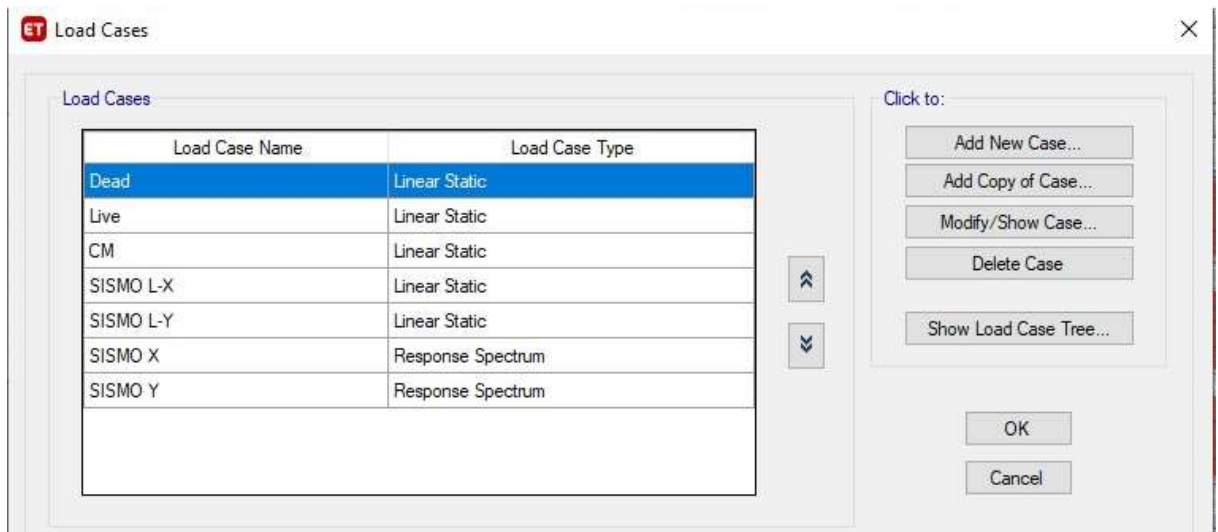 ET Load Cases
Load Cases
Load Case Name Load Case Type
Dead Linear Static
Live Linear Static
CM Linear Static
SISMO L-X Linear Static
SISMO L-Y Linear Static
SISMO X Response Spectrum
SISMO Y Response Spectrum
Click to:
Add New Case...
Add Copy of Case...
Modify/Show Case...
Delete Case
Show Load Case Tree...
OK
Cancel